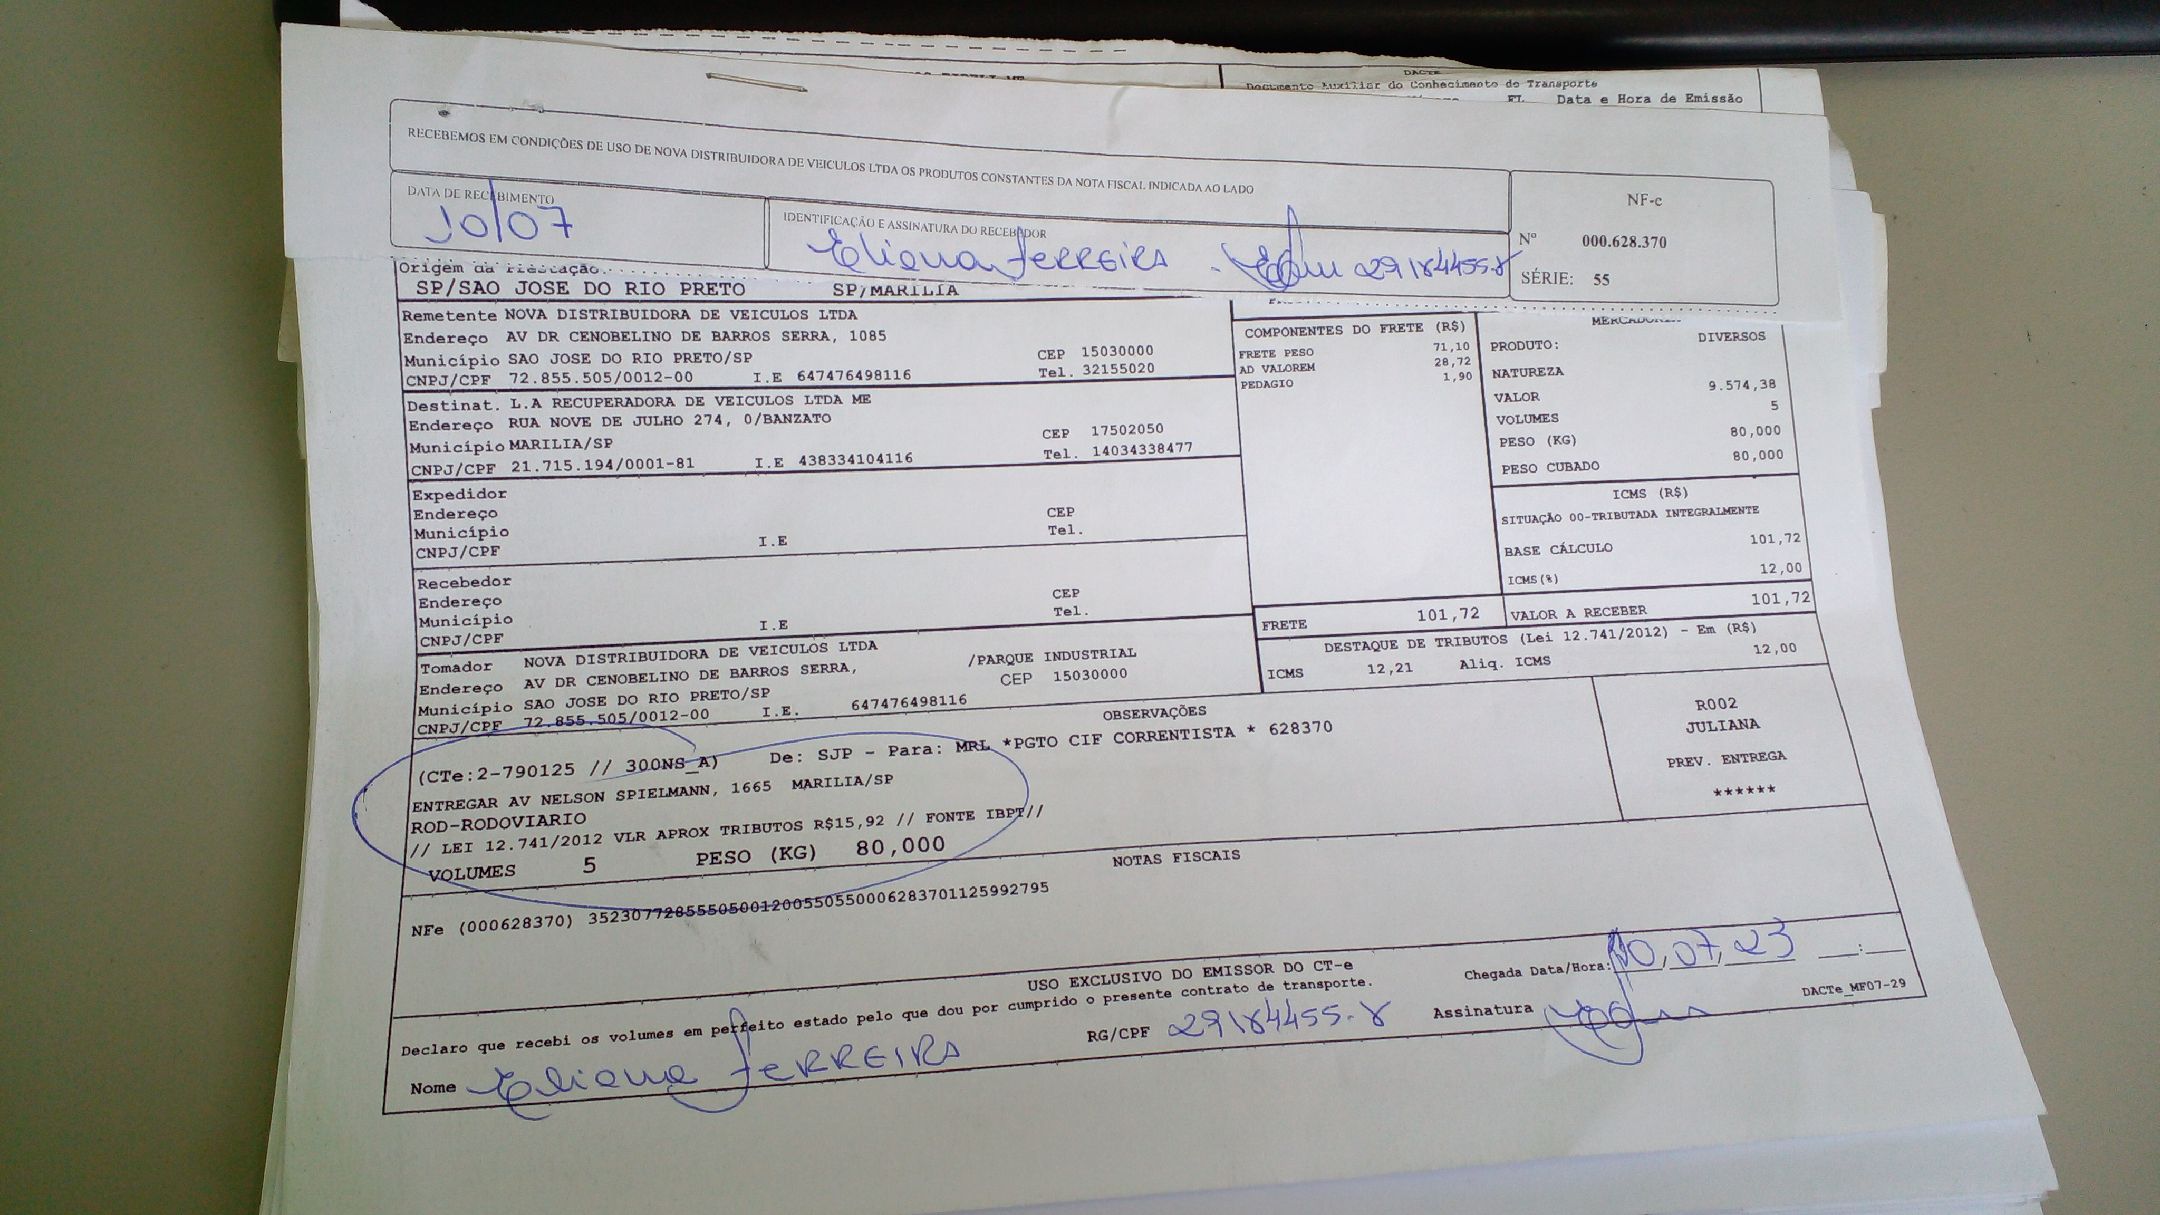 DACTE
Documento Auxiliar do Conhecimento de Transporte
FL Data e Hora de Emissão
RECEBEMOS EM CONDIÇÕES DE USO DE NOVA DISTRIBUIDORA DE VEICULOS LTDA OS PRODUTOS CONSTANTES DA NOTA FISCAL INDICADA AO LADO
DATA DE RECEBIMENTO
10/07
IDENTIFICAÇÃO E ASSINATURA DO RECEBEDOR
Eliana Ferreira
NF-e
Nº 000.628.370
SÉRIE: 55
Origem da Prestação
SP/SAO JOSE DO RIO PRETO SP/MARILIA
Remetente NOVA DISTRIBUIDORA DE VEICULOS LTDA
Endereço AV DR CENOBELINO DE BARROS SERRA, 1085
Município SAO JOSE DO RIO PRETO/SP CEP 15030000
CNPJ/CPF 72.855.505/0012-00 I.E 647476498116 Tel. 32155020
Destinat. L.A RECUPERADORA DE VEICULOS LTDA ME
Endereço RUA NOVE DE JULHO 274, 0/BANZATO
Município MARILIA/SP CEP 17502050
CNPJ/CPF 21.715.194/0001-81 I.E 438334104116 Tel. 14034338477
Expedidor
Endereço CEP
Município Tel.
CNPJ/CPF I.E
Recebedor
Endereço CEP
Município Tel.
CNPJ/CPF I.E
Tomador NOVA DISTRIBUIDORA DE VEICULOS LTDA
Endereço AV DR CENOBELINO DE BARROS SERRA, /PARQUE INDUSTRIAL
Município SAO JOSE DO RIO PRETO/SP CEP 15030000
CNPJ/CPF 72.855.505/0012-00 I.E. 647476498116
COMPONENTES DO FRETE (R$)
FRETE PESO 71,10
AD VALOREM 28,72
PEDAGIO 1,90
PRODUTO: DIVERSOS
NATUREZA
VALOR 9.574,38
VOLUMES 5
PESO (KG) 80,000
PESO CUBADO 80,000
ICMS (R$)
SITUAÇÃO 00-TRIBUTADA INTEGRALMENTE
BASE CÁLCULO 101,72
ICMS(%) 12,00
FRETE 101,72 VALOR A RECEBER 101,72
DESTAQUE DE TRIBUTOS (Lei 12.741/2012) - Em (R$)
ICMS 12,21 Aliq. ICMS 12,00
OBSERVAÇÕES
(CTe:2-790125 // 300NS_A) De: SJP - Para: MRL *PGTO CIF CORRENTISTA * 628370
ENTREGAR AV NELSON SPIELMANN, 1665 MARILIA/SP
ROD-RODOVIARIO
// LEI 12.741/2012 VLR APROX TRIBUTOS R$15,92 // FONTE IBPT//
VOLUMES 5 PESO (KG) 80,000
R002
JULIANA
PREV. ENTREGA
******
NOTAS FISCAIS
NFe (000628370) 35230772855505001200550550006283701125992795
USO EXCLUSIVO DO EMISSOR DO CT-e
Declaro que recebi os volumes em perfeito estado pelo que dou por cumprido o presente contrato de transporte.
Chegada Data/Hora: 10/07/23 __:__
Nome Eliana Ferreira RG/CPF Assinatura
DACTe_MF07-29